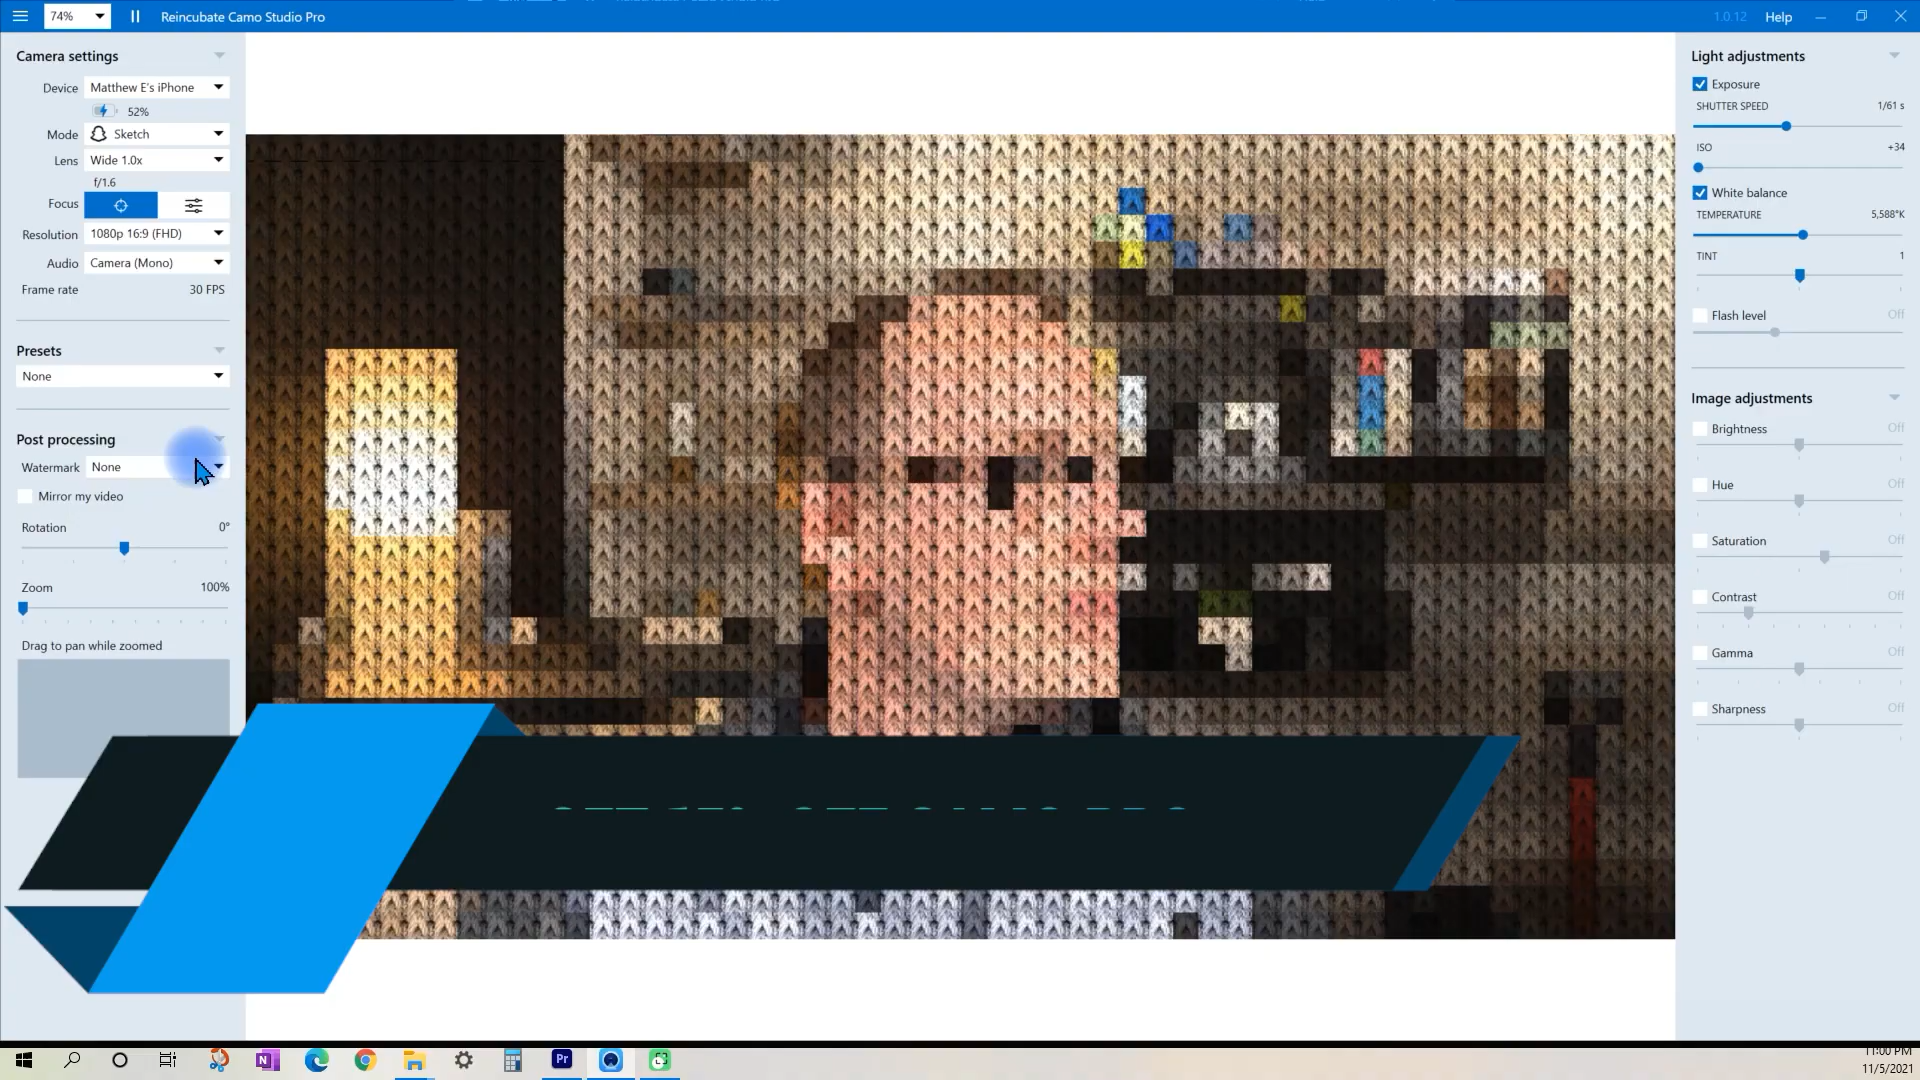 74%
Reincubate Camo Studio Pro
1.0.12
Help
Camera settings
Device
Matthew E's iPhone
52%
Mode
Sketch
Lens
Wide 1.0x
f/1.6
Focus
Resolution
1080p 16:9 (FHD)
Audio
Camera (Mono)
Frame rate
30 FPS
Presets
None
Post processing
Watermark
None
Mirror my video
Rotation
0°
Zoom
100%
Drag to pan while zoomed
Light adjustments
Exposure
SHUTTER SPEED
1/61 s
ISO
+34
White balance
TEMPERATURE
5,588°K
TINT
1
Flash level
Off
Image adjustments
Brightness
Off
Hue
Off
Saturation
Off
Contrast
Off
Gamma
Off
Sharpness
Off
N
Pr
11:00 PM
11/5/2021